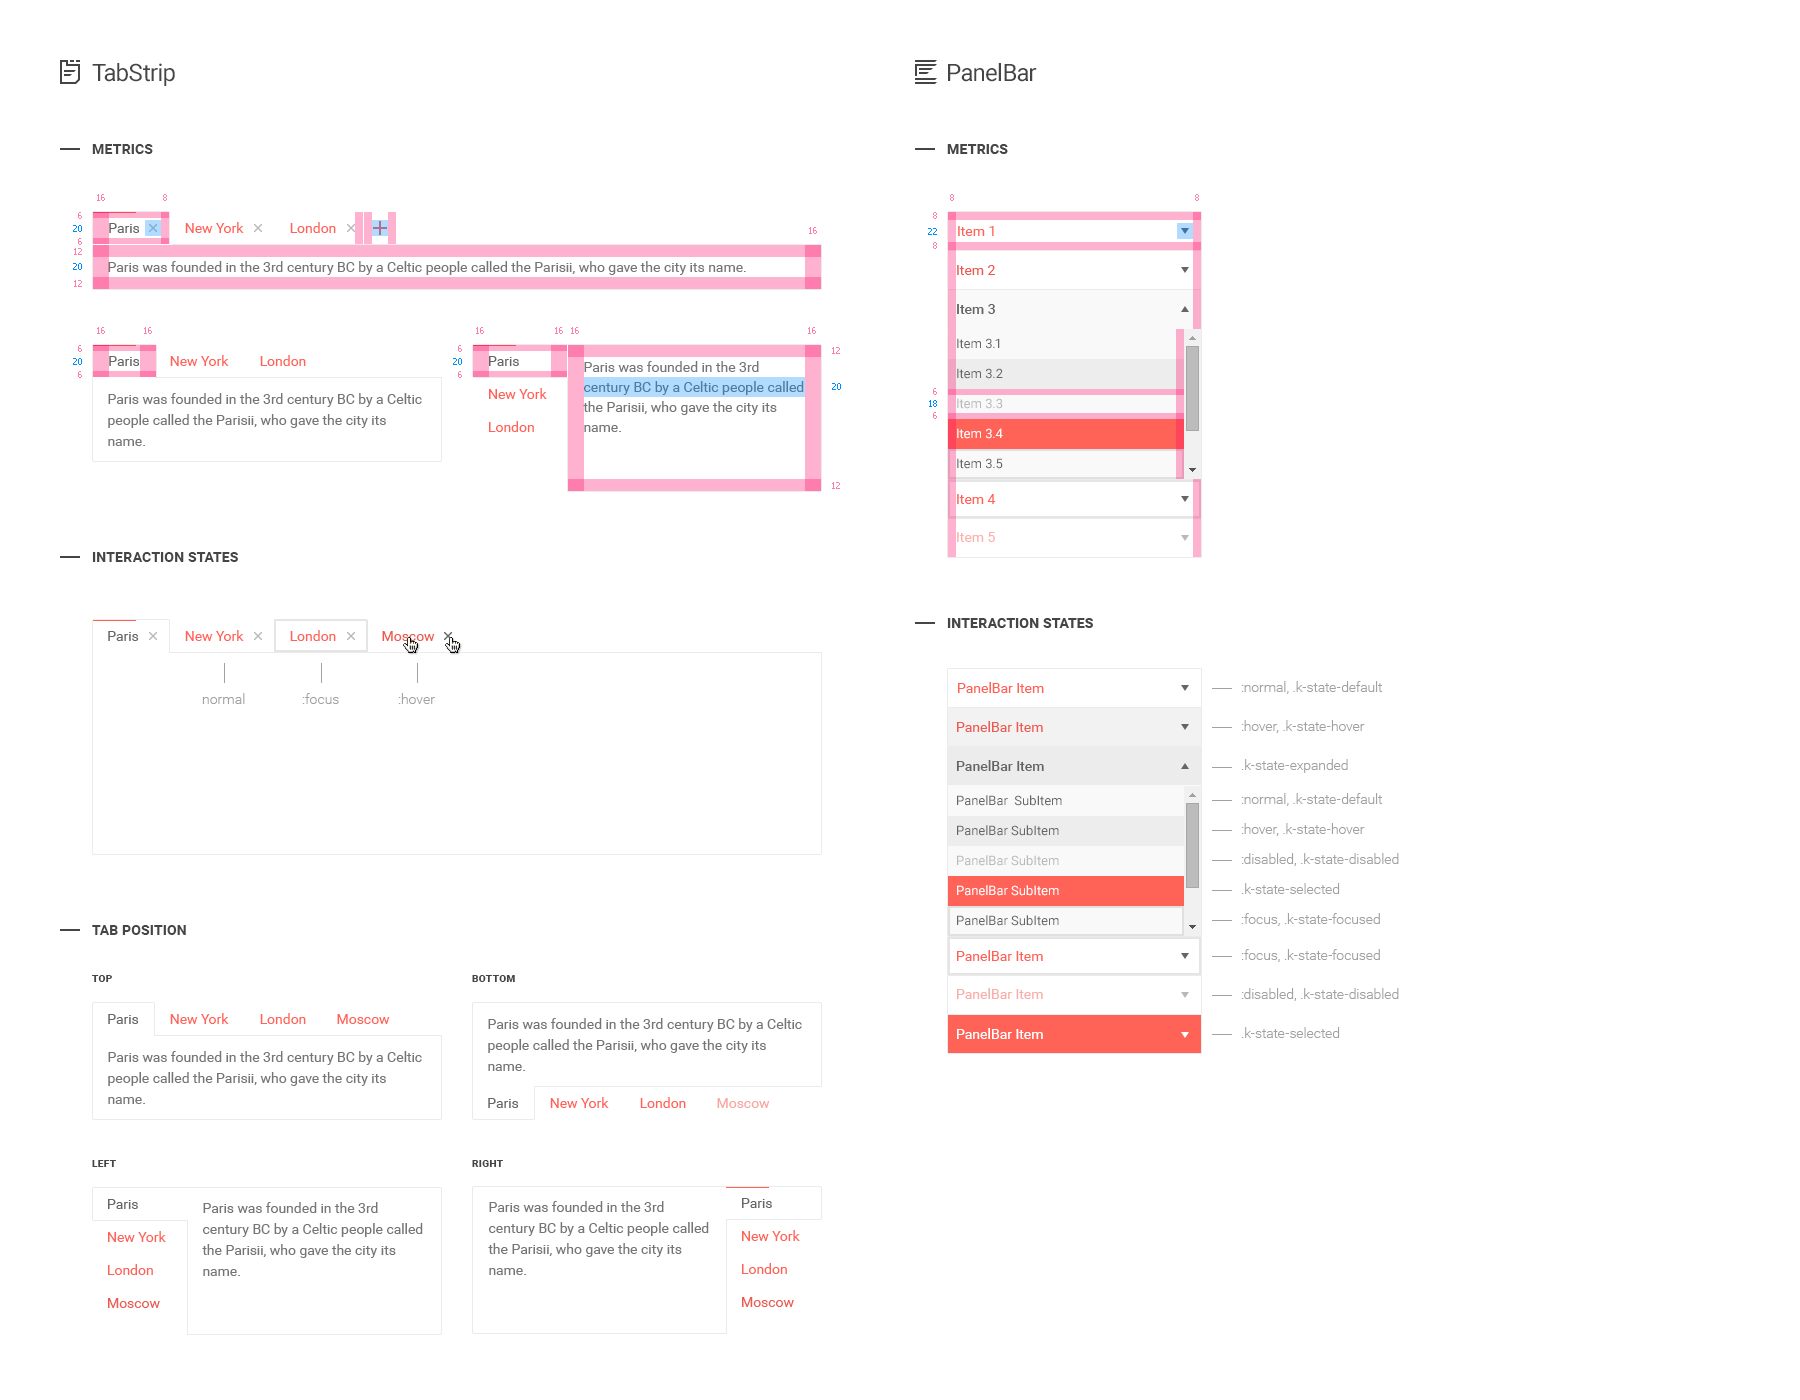 TabStrip
METRICS
16 8
6
20
6
Paris New York London
16
12
20
12
Paris was founded in the 3rd century BC by a Celtic people called the Parisii, who gave the city its name.
16 16
6
20
6
Paris New York London
Paris was founded in the 3rd century BC by a Celtic
people called the Parisii, who gave the city its
name.
16 16 16 16
6
20
6
Paris
New York
London
Paris was founded in the 3rd
century BC by a Celtic people called
the Parisii, who gave the city its
name.
12
20
12
INTERACTION STATES
Paris New York London Moscow
normal :focus :hover
TAB POSITION
TOP
Paris New York London Moscow
Paris was founded in the 3rd century BC by a Celtic
people called the Parisii, who gave the city its
name.
BOTTOM
Paris was founded in the 3rd century BC by a Celtic
people called the Parisii, who gave the city its
name.
Paris New York London Moscow
LEFT
Paris
New York
London
Moscow
Paris was founded in the 3rd
century BC by a Celtic people called
the Parisii, who gave the city its
name.
RIGHT
Paris was founded in the 3rd
century BC by a Celtic people called
the Parisii, who gave the city its
name.
Paris
New York
London
Moscow
PanelBar
METRICS
8 8
8
22
8
Item 1
Item 2
Item 3
Item 3.1
Item 3.2
6
18
6
Item 3.3
Item 3.4
Item 3.5
Item 4
Item 5
INTERACTION STATES
PanelBar Item :normal, .k-state-default
PanelBar Item :hover, .k-state-hover
PanelBar Item .k-state-expanded
PanelBar SubItem :normal, .k-state-default
PanelBar SubItem :hover, .k-state-hover
PanelBar SubItem :disabled, .k-state-disabled
PanelBar SubItem .k-state-selected
PanelBar SubItem :focus, .k-state-focused
PanelBar Item :focus, .k-state-focused
PanelBar Item :disabled, .k-state-disabled
PanelBar Item .k-state-selected